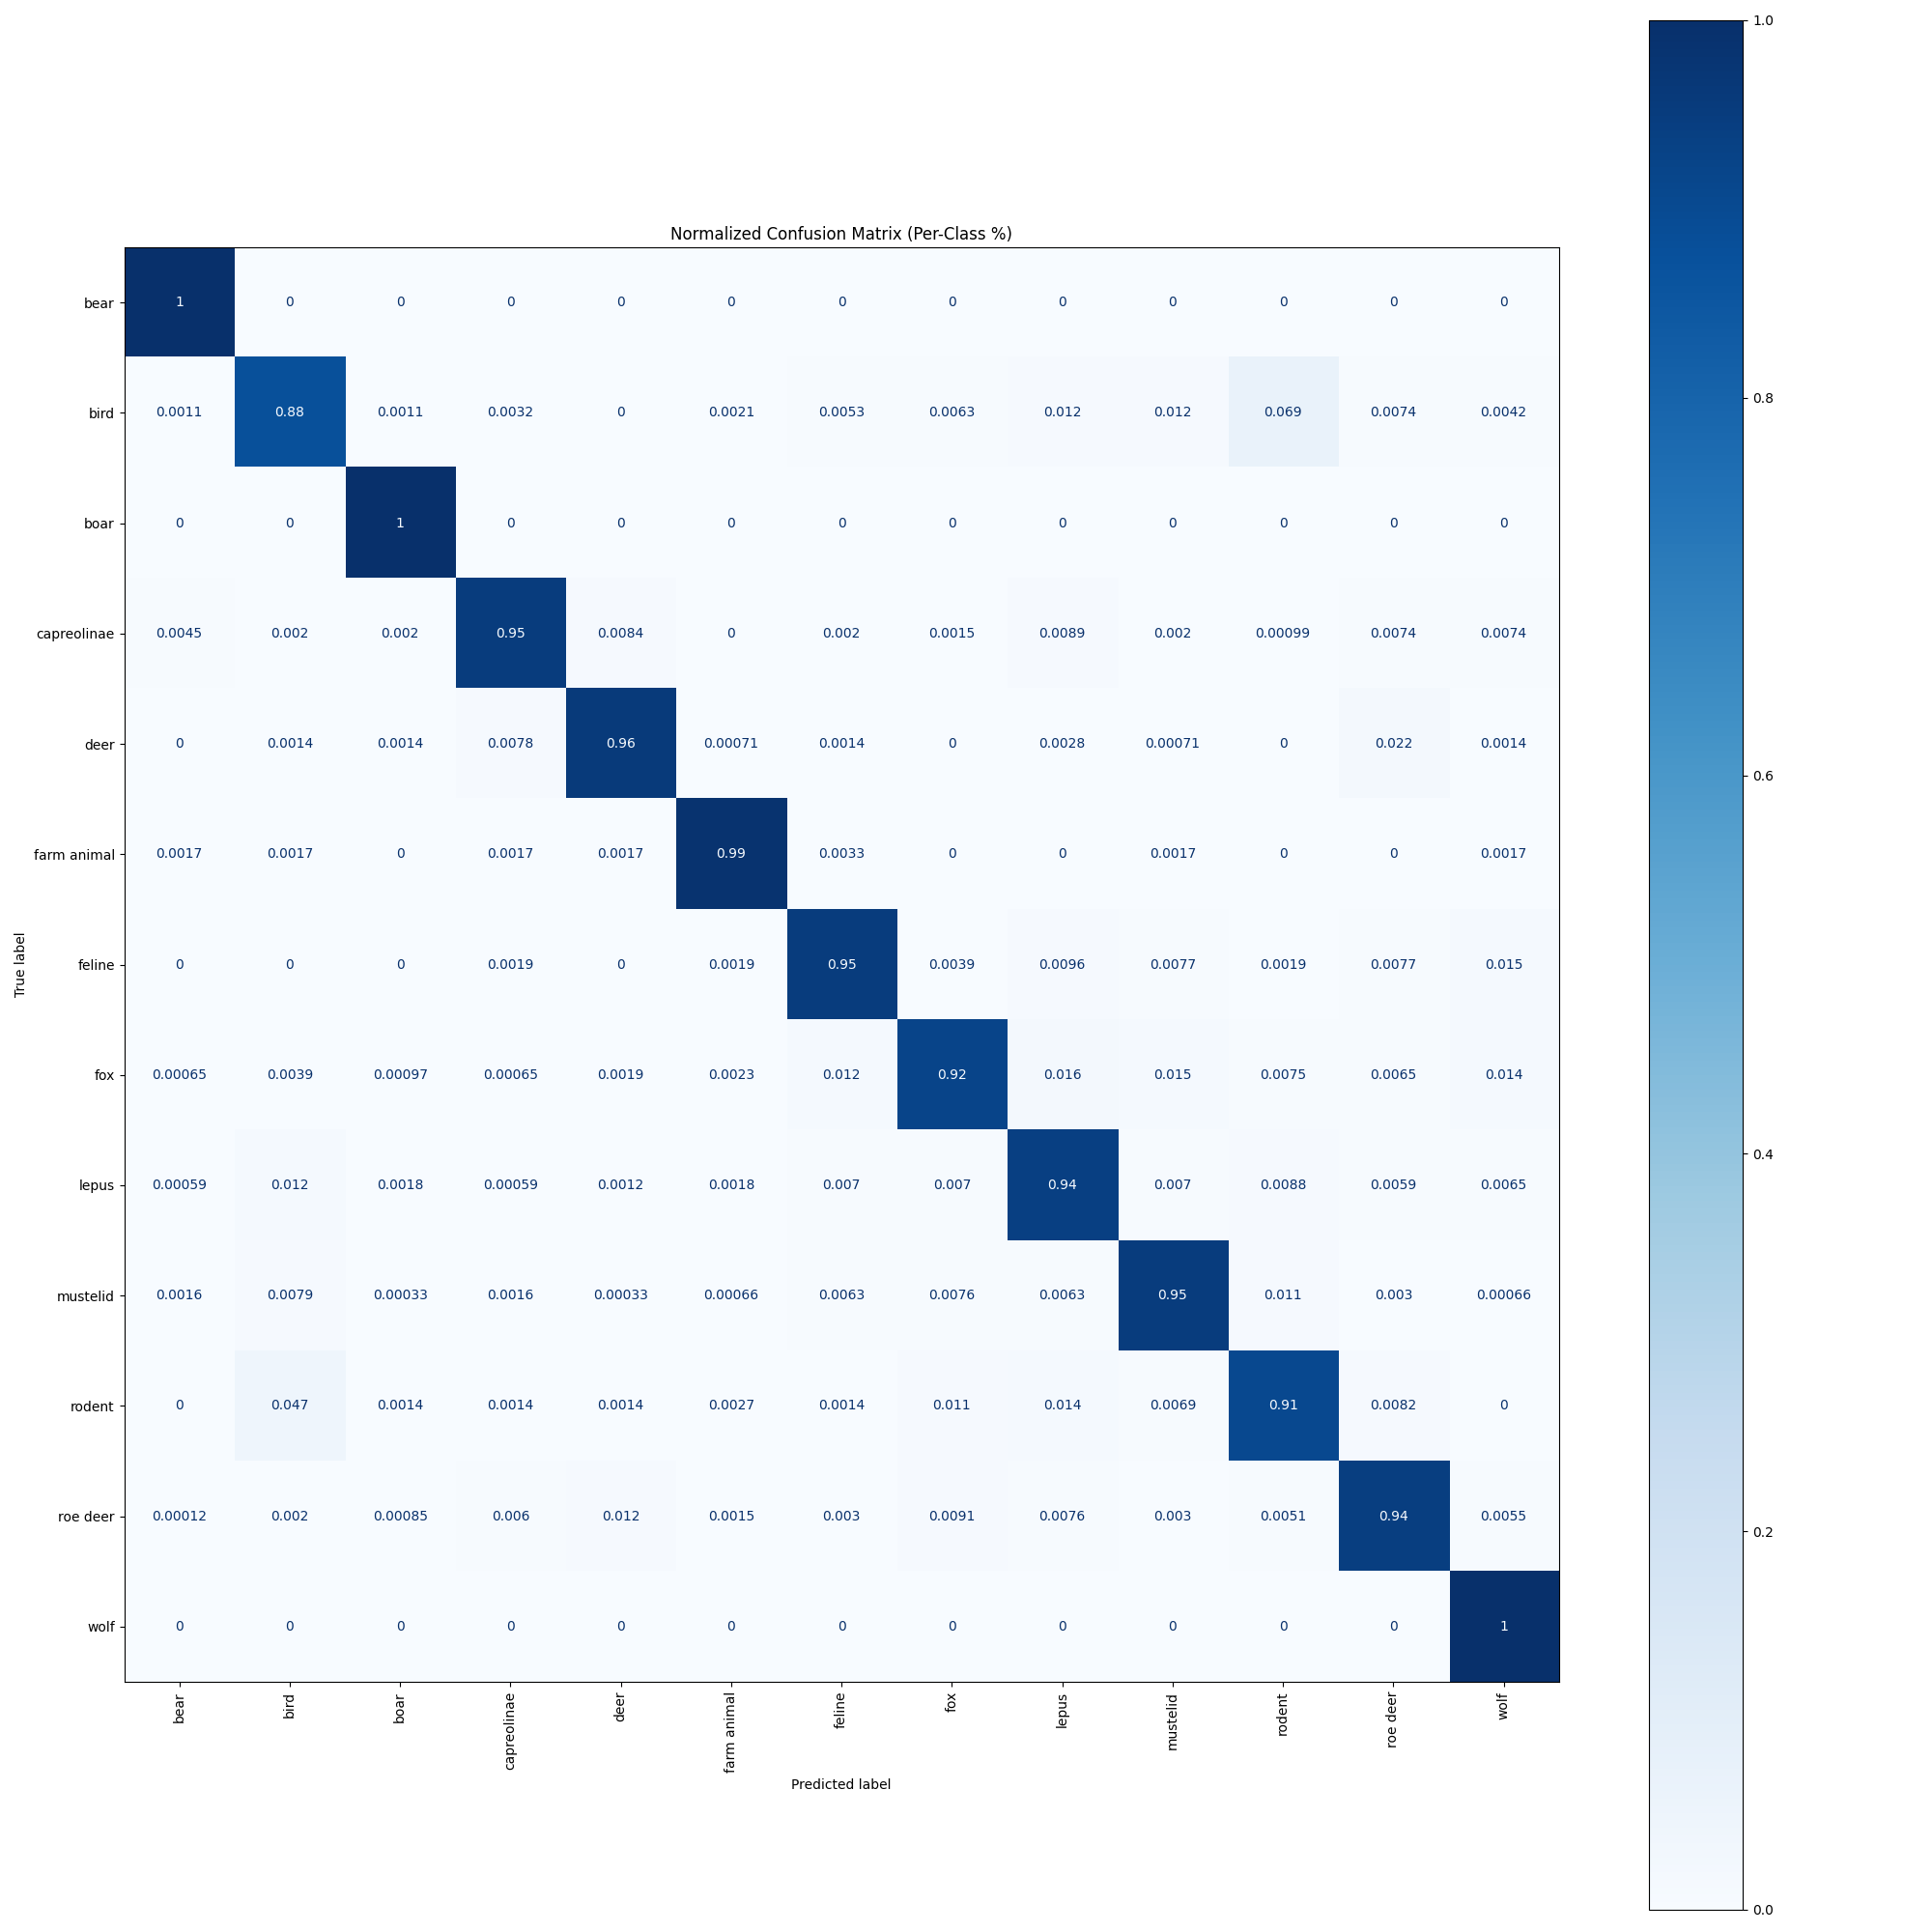 Normalized Confusion Matrix (Per-Class %)
True label
bear 1 0 0 0 0 0 0 0 0 0 0 0 0
bird 0.0011 0.88 0.0011 0.0032 0 0.0021 0.0053 0.0063 0.012 0.012 0.069 0.0074 0.0042
boar 0 0 1 0 0 0 0 0 0 0 0 0 0
capreolinae 0.0045 0.002 0.002 0.95 0.0084 0 0.002 0.0015 0.0089 0.002 0.00099 0.0074 0.0074
deer 0 0.0014 0.0014 0.0078 0.96 0.00071 0.0014 0 0.0028 0.00071 0 0.022 0.0014
farm animal 0.0017 0.0017 0 0.0017 0.0017 0.99 0.0033 0 0 0.0017 0 0 0.0017
feline 0 0 0 0.0019 0 0.0019 0.95 0.0039 0.0096 0.0077 0.0019 0.0077 0.015
fox 0.00065 0.0039 0.00097 0.00065 0.0019 0.0023 0.012 0.92 0.016 0.015 0.0075 0.0065 0.014
lepus 0.00059 0.012 0.0018 0.00059 0.0012 0.0018 0.007 0.007 0.94 0.007 0.0088 0.0059 0.0065
mustelid 0.0016 0.0079 0.00033 0.0016 0.00033 0.00066 0.0063 0.0076 0.0063 0.95 0.011 0.003 0.00066
rodent 0 0.047 0.0014 0.0014 0.0014 0.0027 0.0014 0.011 0.014 0.0069 0.91 0.0082 0
roe deer 0.00012 0.002 0.00085 0.006 0.012 0.0015 0.003 0.0091 0.0076 0.003 0.0051 0.94 0.0055
wolf 0 0 0 0 0 0 0 0 0 0 0 0 1
bear bird boar capreolinae deer farm animal feline fox lepus mustelid rodent roe deer wolf
Predicted label
1.0
0.8
0.6
0.4
0.2
0.0